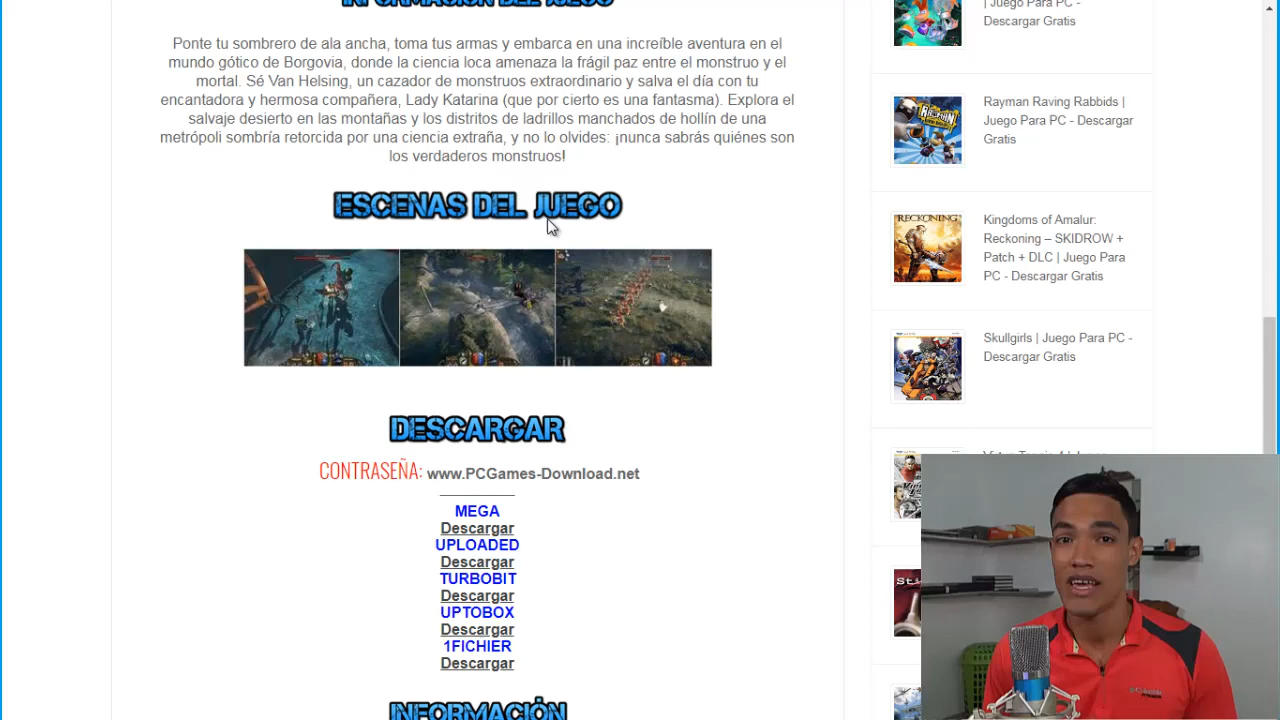 INFORMACIÓN DEL JUEGO
Ponte tu sombrero de ala ancha, toma tus armas y embarca en una increíble aventura en el
mundo gótico de Borgovia, donde la ciencia loca amenaza la frágil paz entre el monstruo y el
mortal. Sé Van Helsing, un cazador de monstruos extraordinario y salva el día con tu
encantadora y hermosa compañera, Lady Katarina (que por cierto es una fantasma). Explora el
salvaje desierto en las montañas y los distritos de ladrillos manchados de hollín de una
metrópoli sombría retorcida por una ciencia extraña, y no lo olvides: ¡nunca sabrás quiénes son
los verdaderos monstruos!
ESCENAS DEL JUEGO
DESCARGAR
CONTRASEÑA: www.PCGames-Download.net
MEGA
Descargar
UPLOADED
Descargar
TURBOBIT
Descargar
UPTOBOX
Descargar
1FICHIER
Descargar
INFORMACIÓN
| Juego Para PC -
Descargar Gratis
Rayman Raving Rabbids |
Juego Para PC - Descargar
Gratis
RECKONING
Kingdoms of Amalur:
Reckoning – SKIDROW +
Patch + DLC | Juego Para
PC - Descargar Gratis
Skullgirls | Juego Para PC -
Descargar Gratis
Columbia